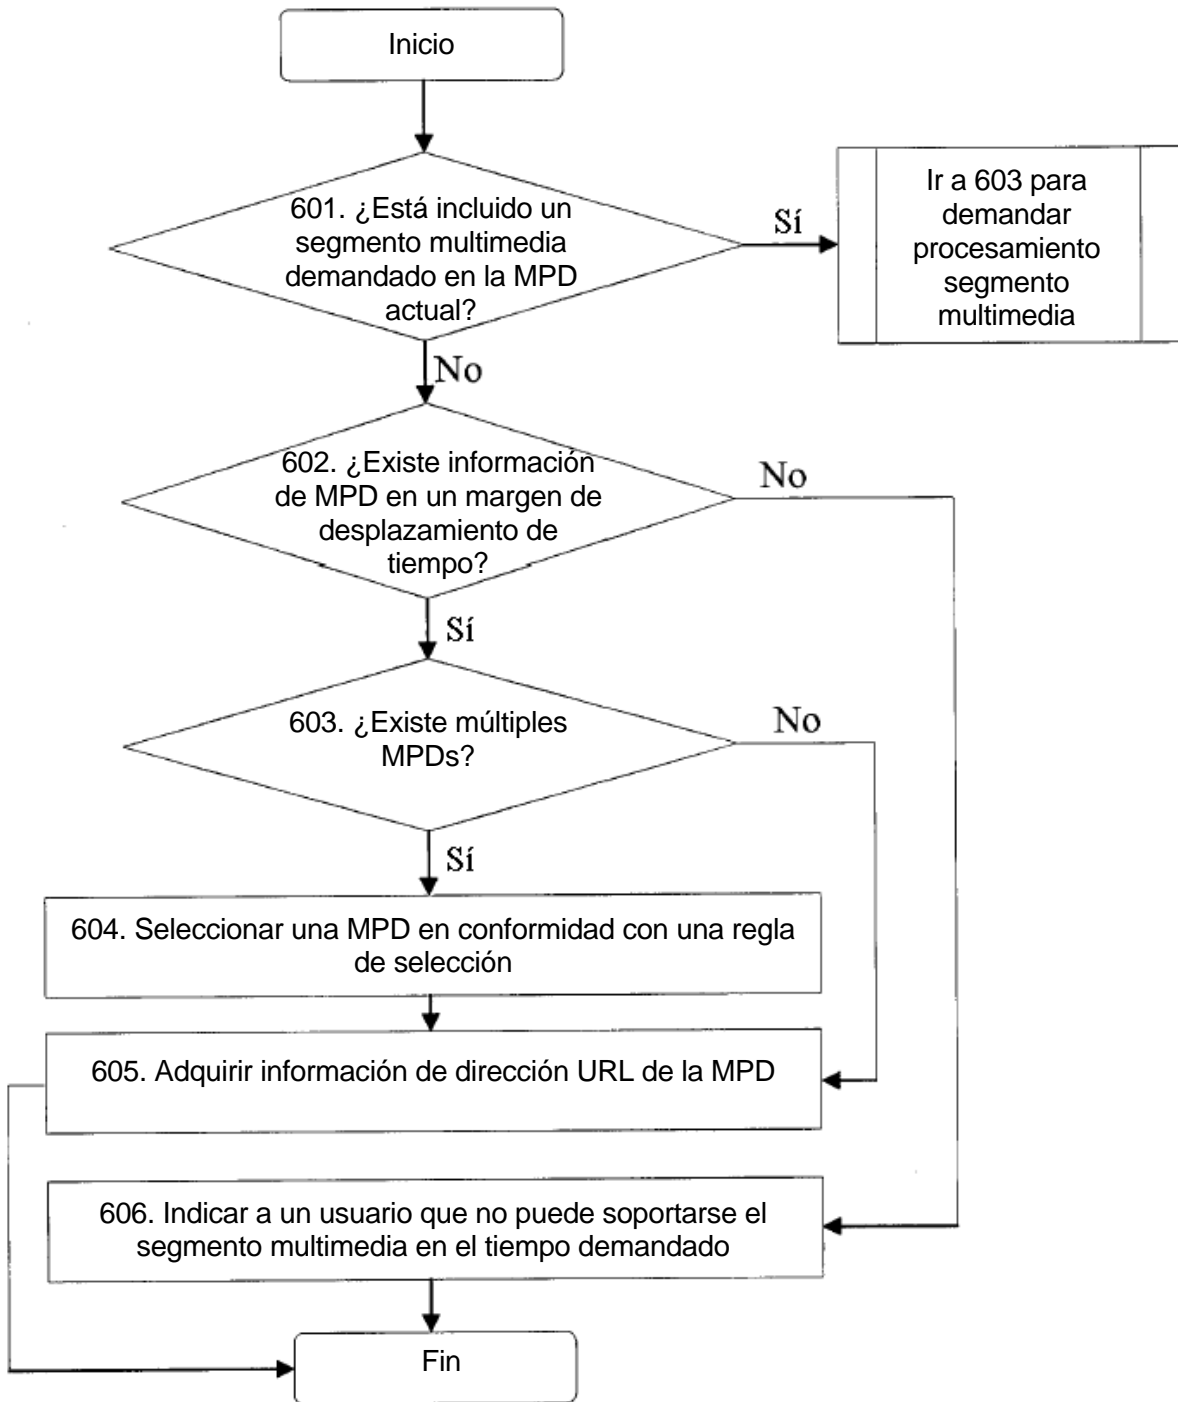 Inicio
601. ¿Está incluido un
segmento multimedia
demandado en la MPD
actual?
Sí
Ir a 603 para
demandar
procesamiento
segmento
multimedia
No
602. ¿Existe información
de MPD en un margen de
desplazamiento de
tiempo?
No
Sí
603. ¿Existe múltiples
MPDs?
No
Sí
604. Seleccionar una MPD en conformidad con una regla
de selección
605. Adquirir información de dirección URL de la MPD
606. Indicar a un usuario que no puede soportarse el
segmento multimedia en el tiempo demandado
Fin